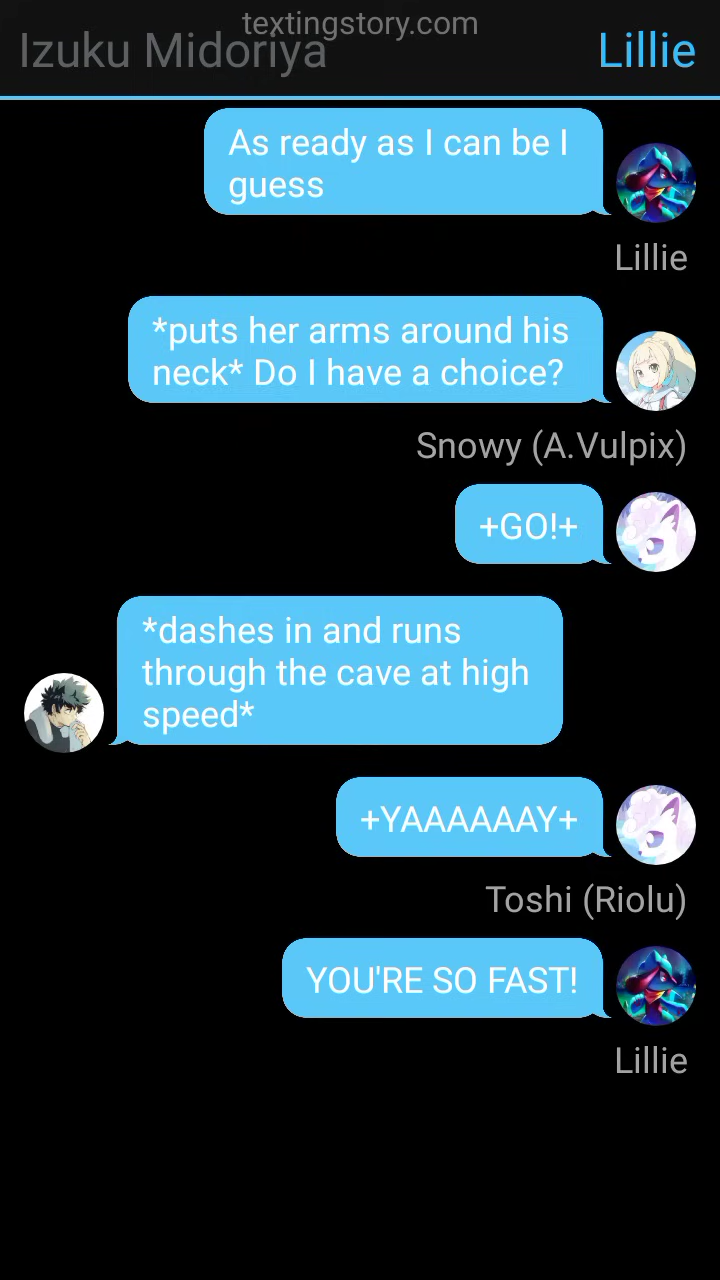 textingstory.com
Izuku Midoriya
Lillie
As ready as I can be I
guess
Lillie
*puts her arms around his
neck* Do I have a choice?
Snowy (A.Vulpix)
+GO!+
*dashes in and runs
through the cave at high
speed*
+YAAAAAAY+
Toshi (Riolu)
YOU'RE SO FAST!
Lillie